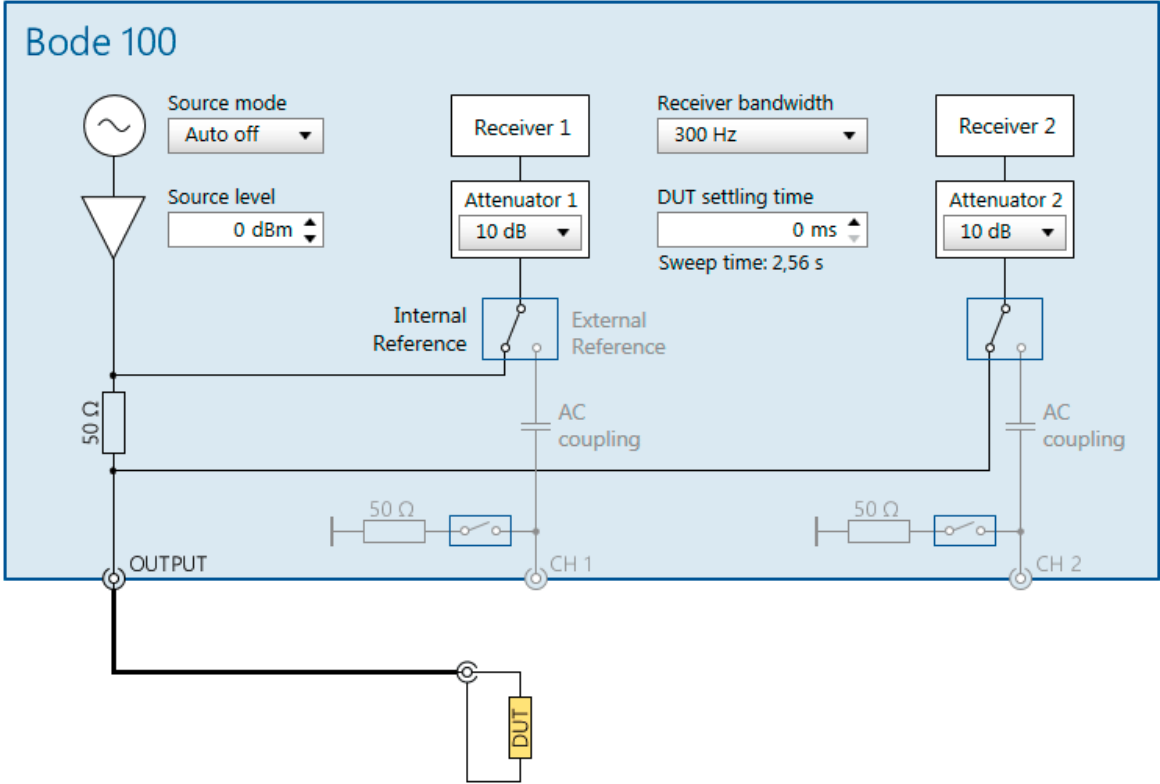 Bode 100
Source mode
Auto off
Receiver 1
Receiver bandwidth
300 Hz
Receiver 2
Source level
0 dBm
Attenuator 1
10 dB
DUT settling time
0 ms
Sweep time: 2,56 s
Attenuator 2
10 dB
Internal
Reference
External
Reference
50 Ω
AC
coupling
AC
coupling
50 Ω
50 Ω
OUTPUT
CH 1
CH 2
DUT